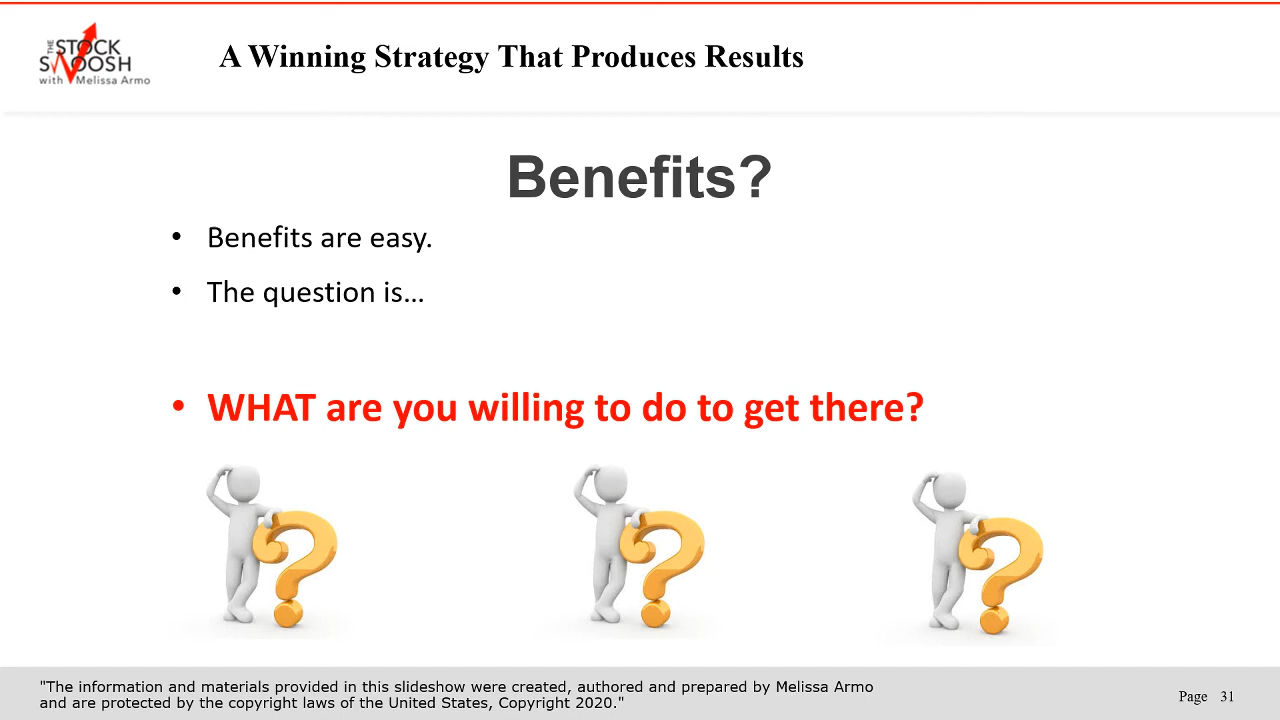 THE
STOCK
SWOOSH
with Melissa Armo
A Winning Strategy That Produces Results
Benefits?
• Benefits are easy.
• The question is...
• WHAT are you willing to do to get there?
"The information and materials provided in this slideshow were created, authored and prepared by Melissa Armo
and are protected by the copyright laws of the United States, Copyright 2020."
Page 31